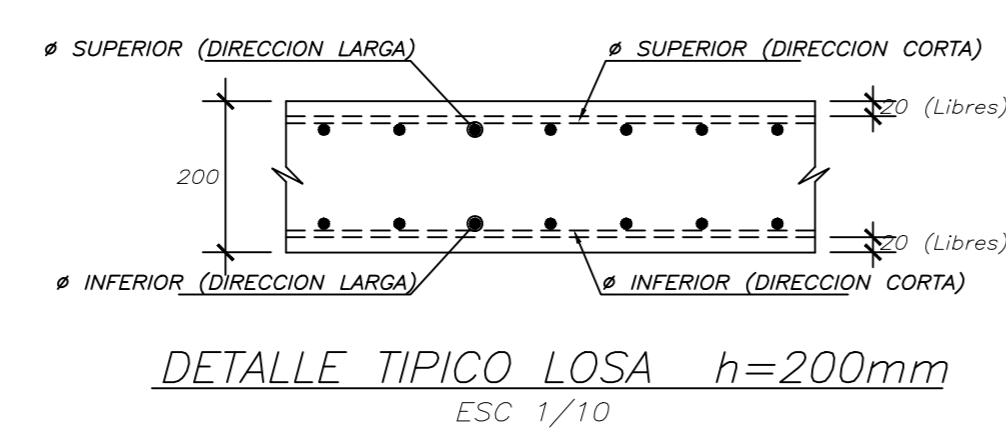 ø SUPERIOR (DIRECCION LARGA)
ø SUPERIOR (DIRECCION CORTA)
20 (Libres)
200
20 (Libres)
ø INFERIOR (DIRECCION LARGA)
ø INFERIOR (DIRECCION CORTA)
DETALLE TIPICO LOSA h=200mm
ESC 1/10